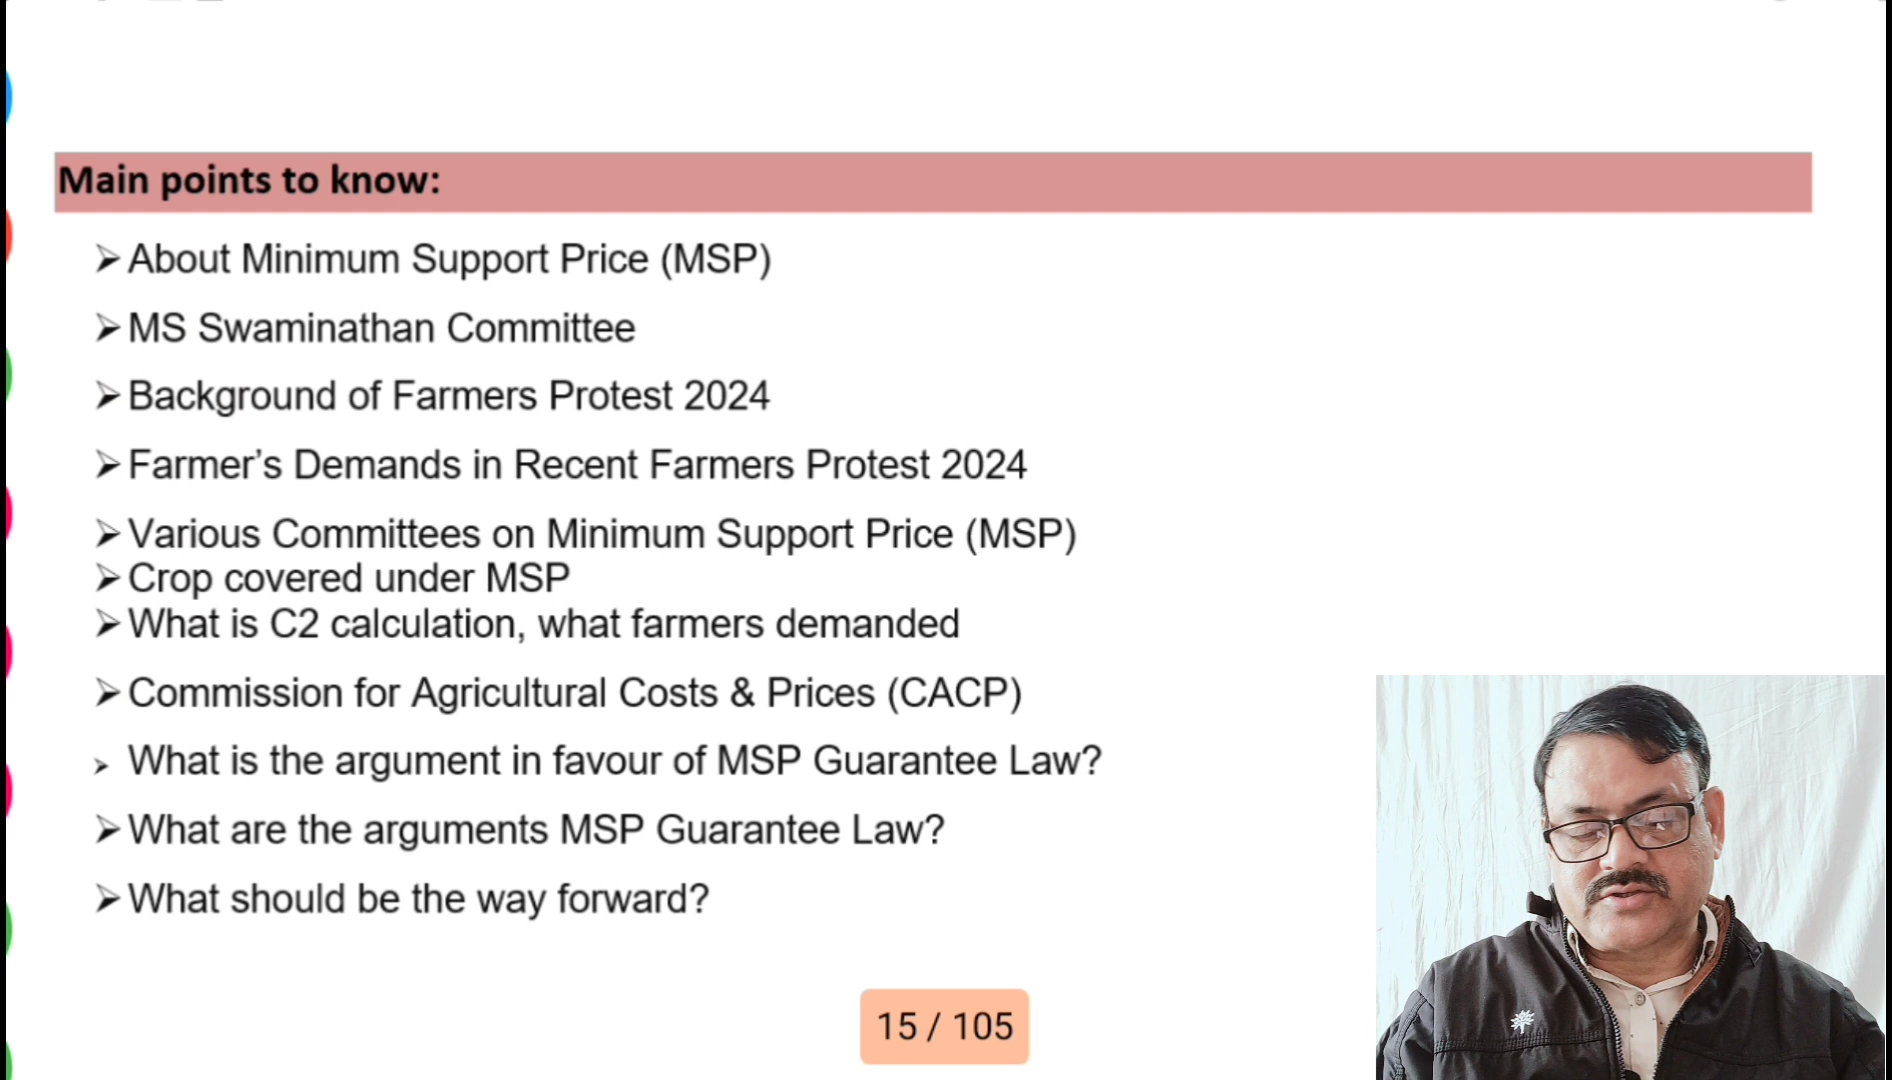 Main points to know:
➢ About Minimum Support Price (MSP)
➢ MS Swaminathan Committee
➢ Background of Farmers Protest 2024
➢ Farmer’s Demands in Recent Farmers Protest 2024
➢ Various Committees on Minimum Support Price (MSP)
➢ Crop covered under MSP
➢ What is C2 calculation, what farmers demanded
➢ Commission for Agricultural Costs & Prices (CACP)
➢ What is the argument in favour of MSP Guarantee Law?
➢ What are the arguments MSP Guarantee Law?
➢ What should be the way forward?
15 / 105